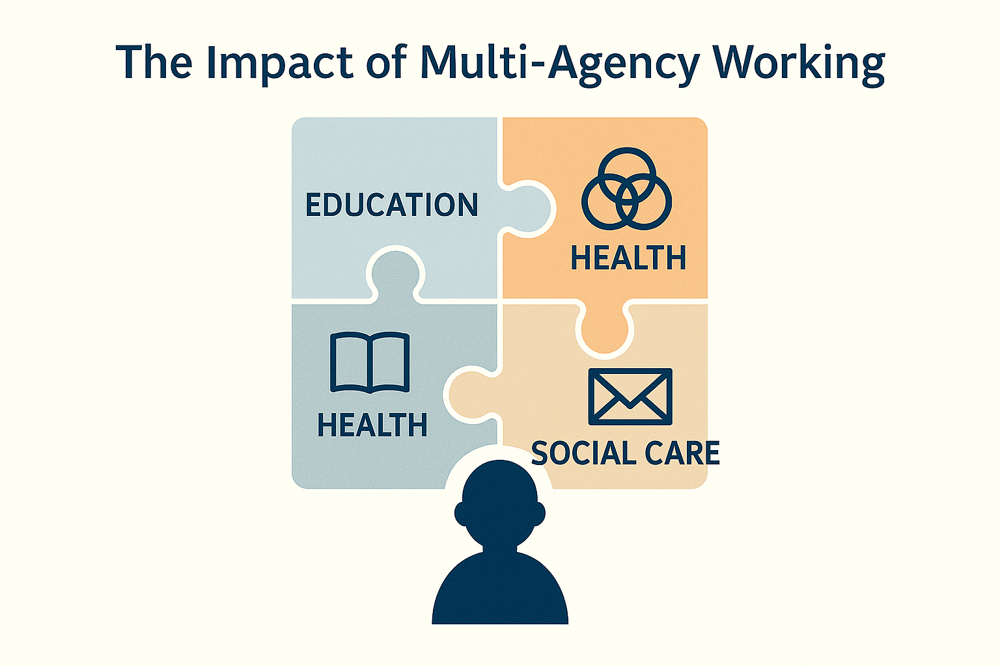 The Impact of Multi-Agency Working
EDUCATION
HEALTH
HEALTH
SOCIAL CARE